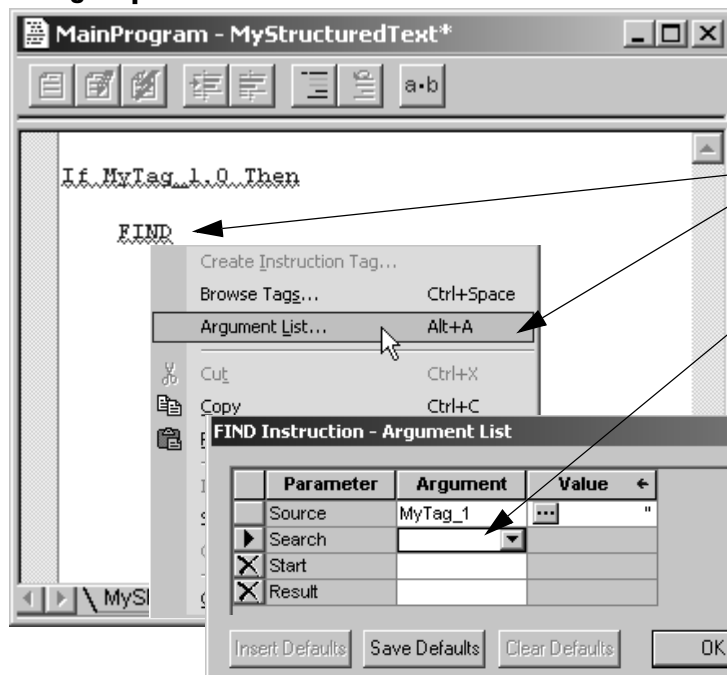 MainProgram - MyStructuredText*
a•b
If MyTag_1.0 Then
FIND
Create Instruction Tag...
Browse Tags... Ctrl+Space
Argument List... Alt+A
Cut Ctrl+X
Copy Ctrl+C
FIND Instruction - Argument List
Parameter Argument Value
Source MyTag_1 ... "
Search
Start
Result
Insert Defaults Save Defaults Clear Defaults OK